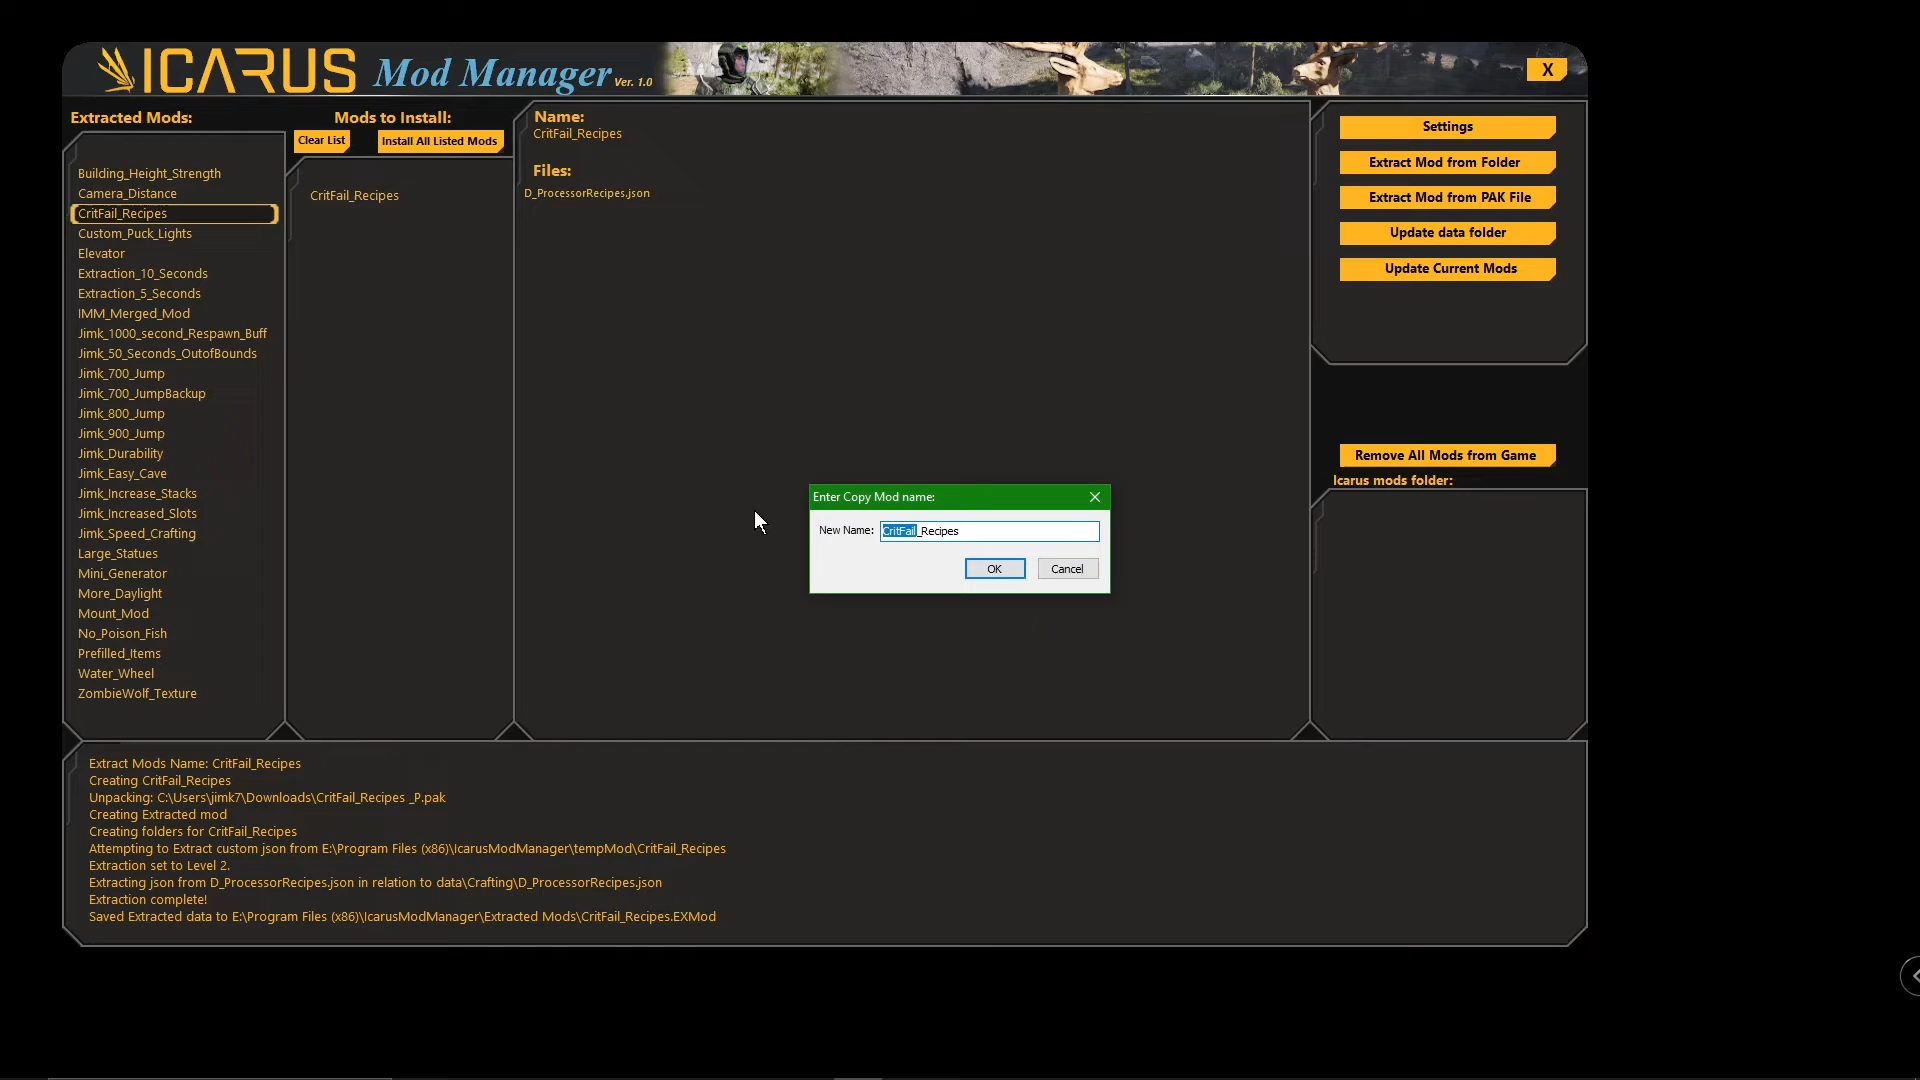 ICARUS Mod Manager Ver. 1.0
X
Extracted Mods:
Building_Height_Strength
Camera_Distance
CritFail_Recipes
Custom_Puck_Lights
Elevator
Extraction_10_Seconds
Extraction_5_Seconds
IMM_Merged_Mod
Jimk_1000_second_Respawn_Buff
Jimk_50_Seconds_OutofBounds
Jimk_700_Jump
Jimk_700_JumpBackup
Jimk_800_Jump
Jimk_900_Jump
Jimk_Durability
Jimk_Easy_Cave
Jimk_Increase_Stacks
Jimk_Increased_Slots
Jimk_Speed_Crafting
Large_Statues
Mini_Generator
More_Daylight
Mount_Mod
No_Poison_Fish
Prefilled_Items
Water_Wheel
ZombieWolf_Texture
Mods to Install:
Clear List
Install All Listed Mods
CritFail_Recipes
Name:
CritFail_Recipes
Files:
D_ProcessorRecipes.json
Enter Copy Mod name:
New Name: CritFail_Recipes
OK
Cancel
Settings
Extract Mod from Folder
Extract Mod from PAK File
Update data folder
Update Current Mods
Remove All Mods from Game
Icarus mods folder:
Extract Mods Name: CritFail_Recipes
Creating CritFail_Recipes
Unpacking: C:\Users\jimk7\Downloads\CritFail_Recipes _P.pak
Creating Extracted mod
Creating folders for CritFail_Recipes
Attempting to Extract custom json from E:\Program Files (x86)\IcarusModManager\tempMod\CritFail_Recipes
Extraction set to Level 2.
Extracting json from D_ProcessorRecipes.json in relation to data\Crafting\D_ProcessorRecipes.json
Extraction complete!
Saved Extracted data to E:\Program Files (x86)\IcarusModManager\Extracted Mods\CritFail_Recipes.EXMod